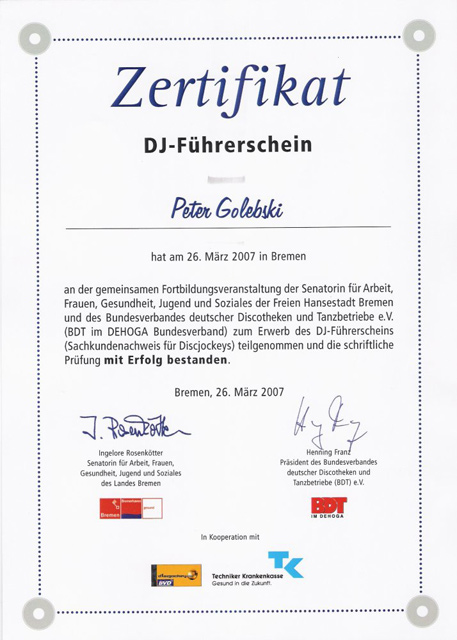 Zertifikat
DJ-Führerschein
Peter Golebski
hat am 26. März 2007 in Bremen
an der gemeinsamen Fortbildungsveranstaltung der Senatorin für Arbeit,
Frauen, Gesundheit, Jugend und Soziales der Freien Hansestadt Bremen
und des Bundesverbandes deutscher Discotheken und Tanzbetriebe e.V.
(BDT im DEHOGA Bundesverband) zum Erwerb des DJ-Führerscheins
(Sachkundenachweis für Discjockeys) teilgenommen und die schriftliche
Prüfung mit Erfolg bestanden.
Bremen, 26. März 2007
J. Rosenkötter
Ingelore Rosenkötter
Senatorin für Arbeit, Frauen,
Gesundheit, Jugend und Soziales
des Landes Bremen
Henning Franz
Präsident des Bundesverbandes
deutscher Discotheken und
Tanzbetriebe (BDT) e.V.
Bremen
BDT
IM DEHOGA
In Kooperation mit
BVD
TK
Techniker Krankenkasse
Gesund in die Zukunft.